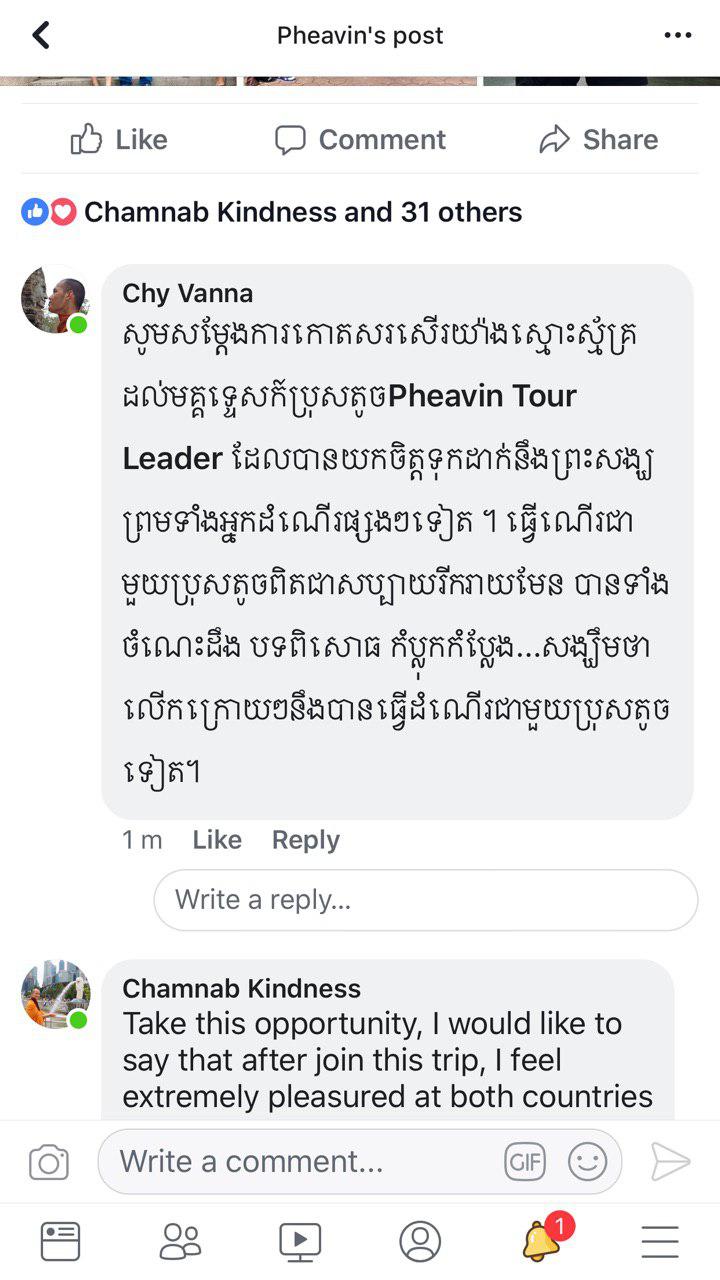 Pheavin's post
Like
Comment
Share
Chamnab Kindness and 31 others
Chy Vanna
សូមសម្តែងការកោតសរសើរយ៉ាងស្មោះស្ម័គ្រ
ដល់មគ្គទ្ទេសក៍ប្រុសតូចPheavin Tour
Leader ដែលបានយកចិត្តទុកដាក់នឹងព្រះសង្ឃ
ព្រមទាំងអ្នកដំណើរផ្សងៗទៀត ។ ធ្វើណើរជា
មួយប្រុសតូចពិតជាសប្បាយរីករាយមែន បានទាំង
ចំណេះដឹង បទពិសោធ កំប្លុកកំប្លែង...សង្ឃឹមថា
លើកក្រោយៗនឹងបានធ្វើដំណើរជាមួយប្រុសតូច
ទៀត។
1 m
Like
Reply
Write a reply...
Chamnab Kindness
Take this opportunity, I would like to
say that after join this trip, I feel
extremely pleasured at both countries
Write a comment...
GIF
1